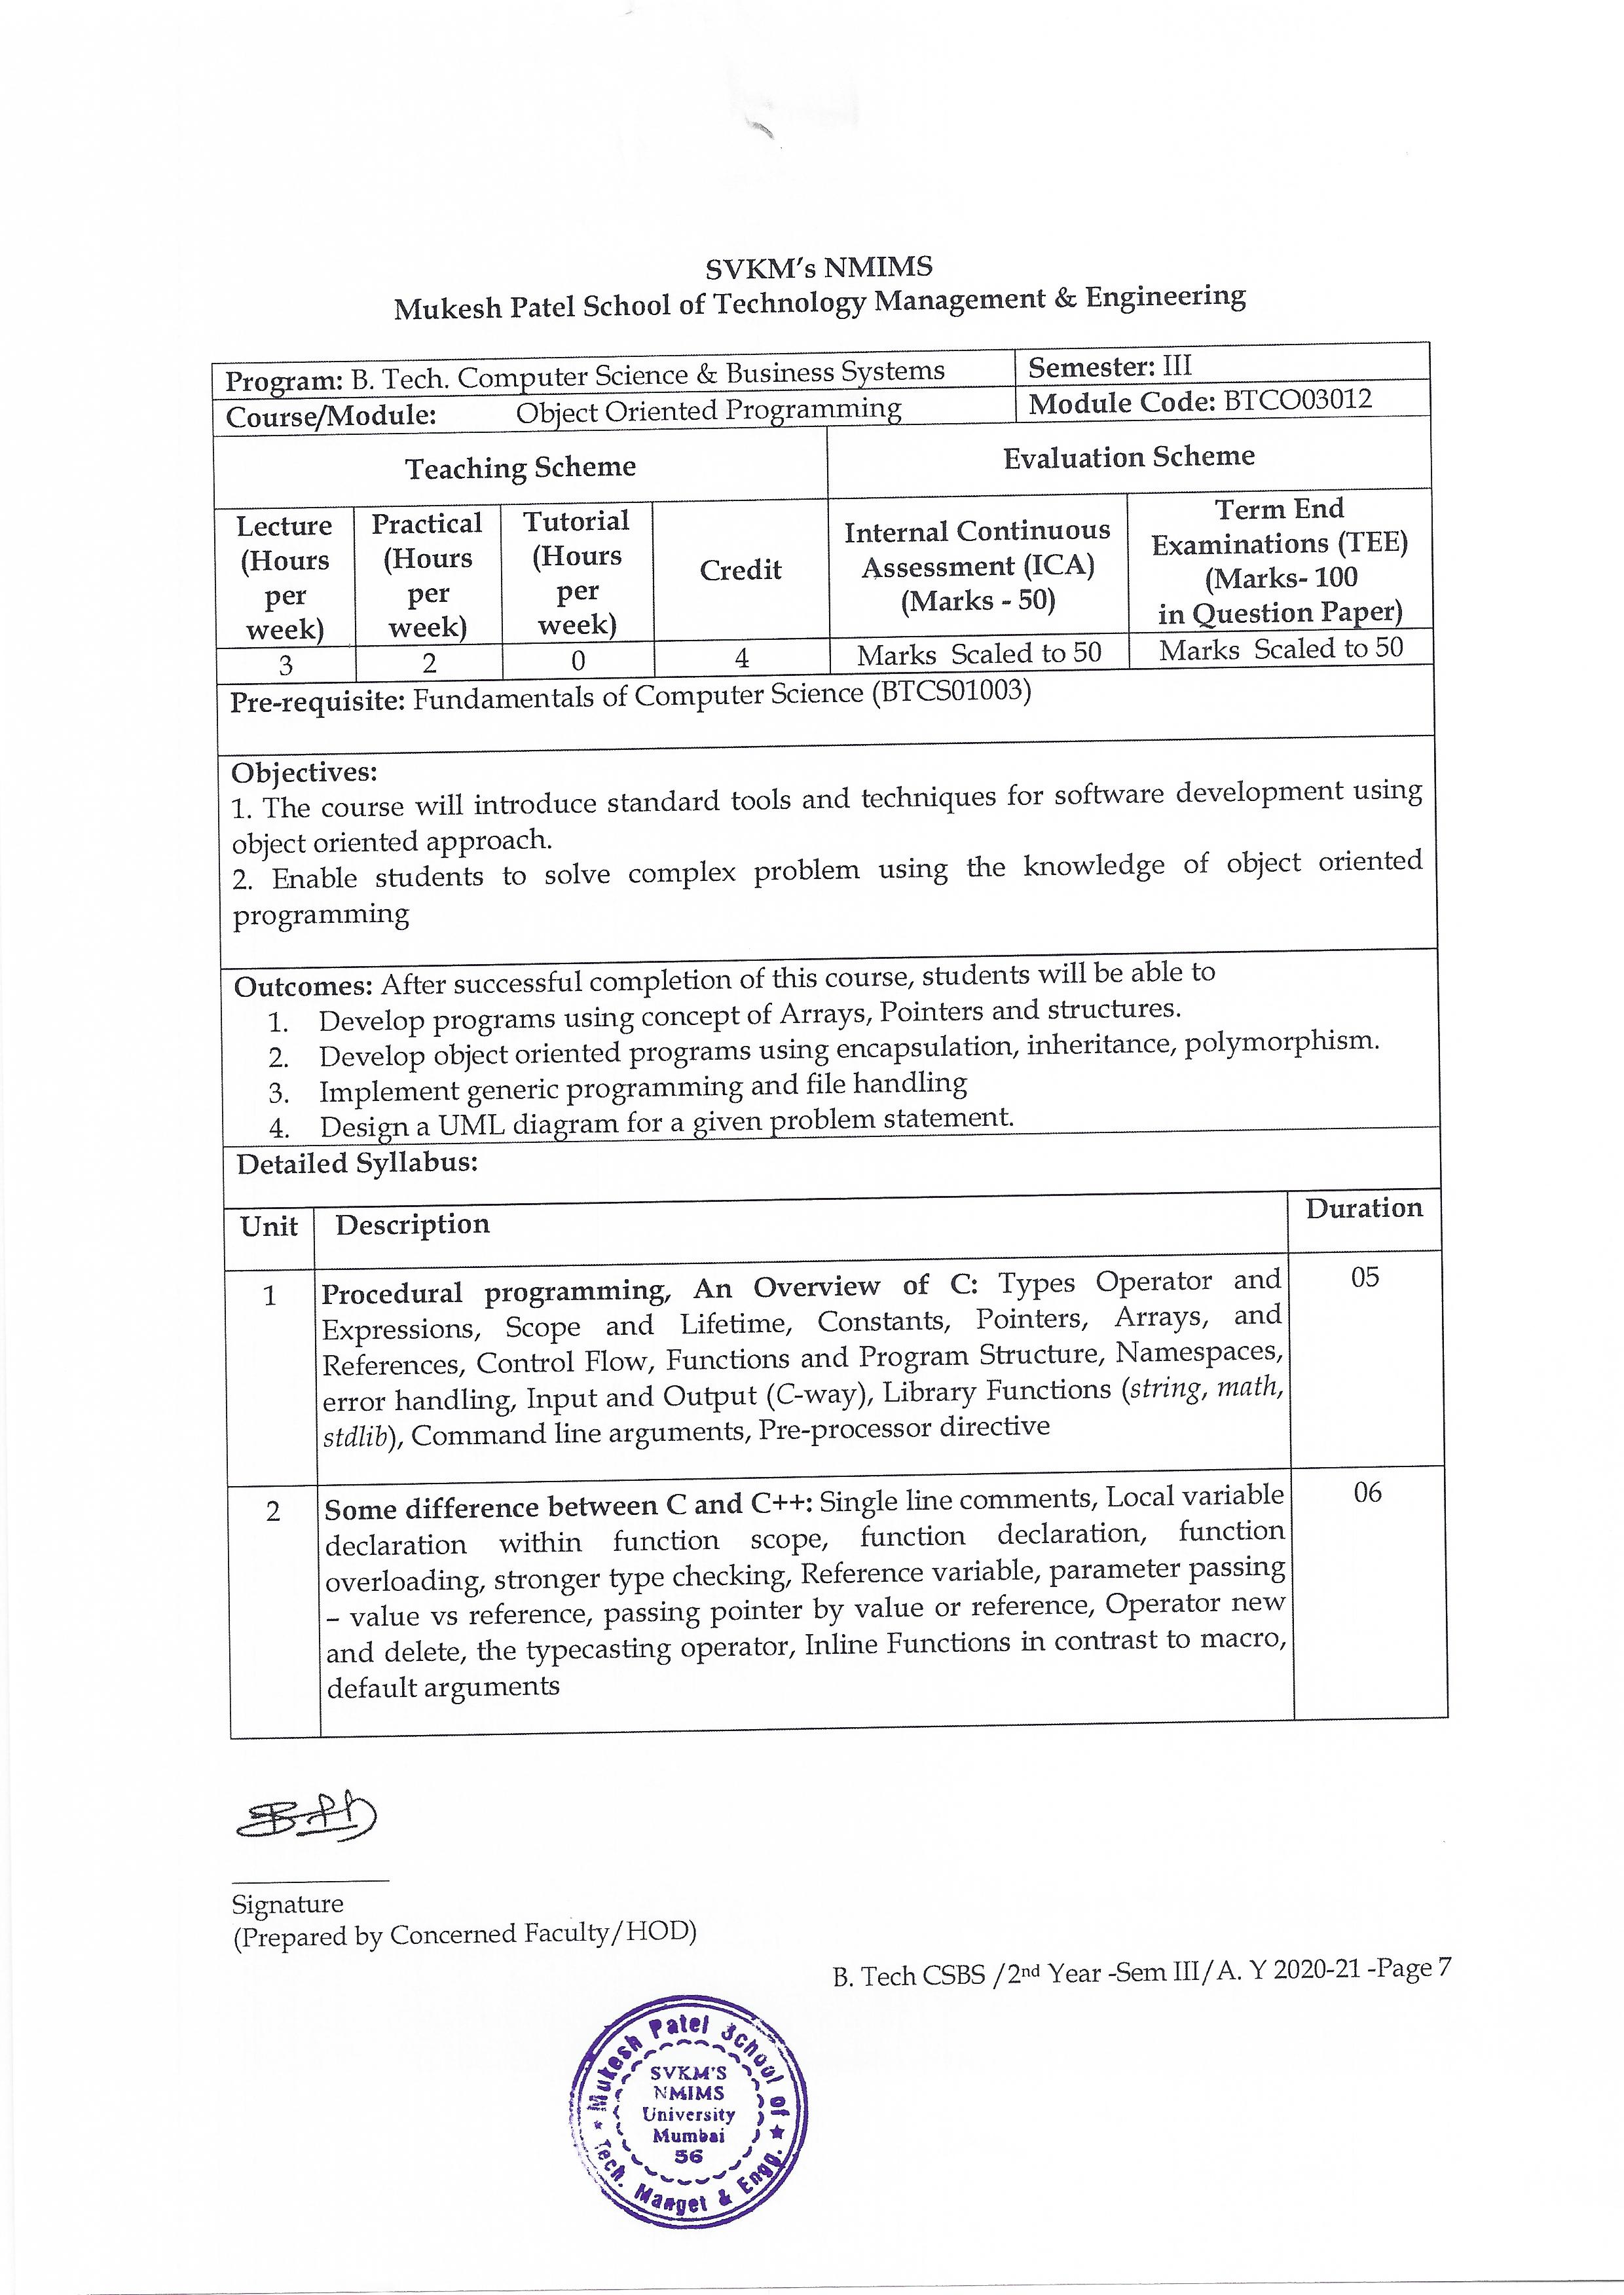 SVKM's NMIMS
Mukesh Patel School of Technology Management & Engineering
Program: B. Tech. Computer Science & Business Systems
Semester: III
Course/Module: Object Oriented Programming
Module Code: BTCO03012
Teaching Scheme
Evaluation Scheme
Lecture (Hours per week)
Practical (Hours per week)
Tutorial (Hours per week)
Credit
Internal Continuous Assessment (ICA) (Marks - 50)
Term End Examinations (TEE) (Marks- 100 in Question Paper)
3
2
0
4
Marks Scaled to 50
Marks Scaled to 50
Pre-requisite: Fundamentals of Computer Science (BTCS01003)
Objectives:
1. The course will introduce standard tools and techniques for software development using
object oriented approach.
2. Enable students to solve complex problem using the knowledge of object oriented
programming
Outcomes: After successful completion of this course, students will be able to
1. Develop programs using concept of Arrays, Pointers and structures.
2. Develop object oriented programs using encapsulation, inheritance, polymorphism.
3. Implement generic programming and file handling
4. Design a UML diagram for a given problem statement.
Detailed Syllabus:
Unit
Description
Duration
1
Procedural programming, An Overview of C: Types Operator and
Expressions, Scope and Lifetime, Constants, Pointers, Arrays, and
References, Control Flow, Functions and Program Structure, Namespaces,
error handling, Input and Output (C-way), Library Functions (string, math,
stdlib), Command line arguments, Pre-processor directive
05
2
Some difference between C and C++: Single line comments, Local variable
declaration within function scope, function declaration, function
overloading, stronger type checking, Reference variable, parameter passing
– value vs reference, passing pointer by value or reference, Operator new
and delete, the typecasting operator, Inline Functions in contrast to macro,
default arguments
06
Signature
(Prepared by Concerned Faculty/HOD)
B. Tech CSBS /2nd Year -Sem III/A. Y 2020-21 -Page 7
Mukesh Patel School of
Tech. Manget & Engg.
SVKM'S
NMIMS
University
Mumbai
56